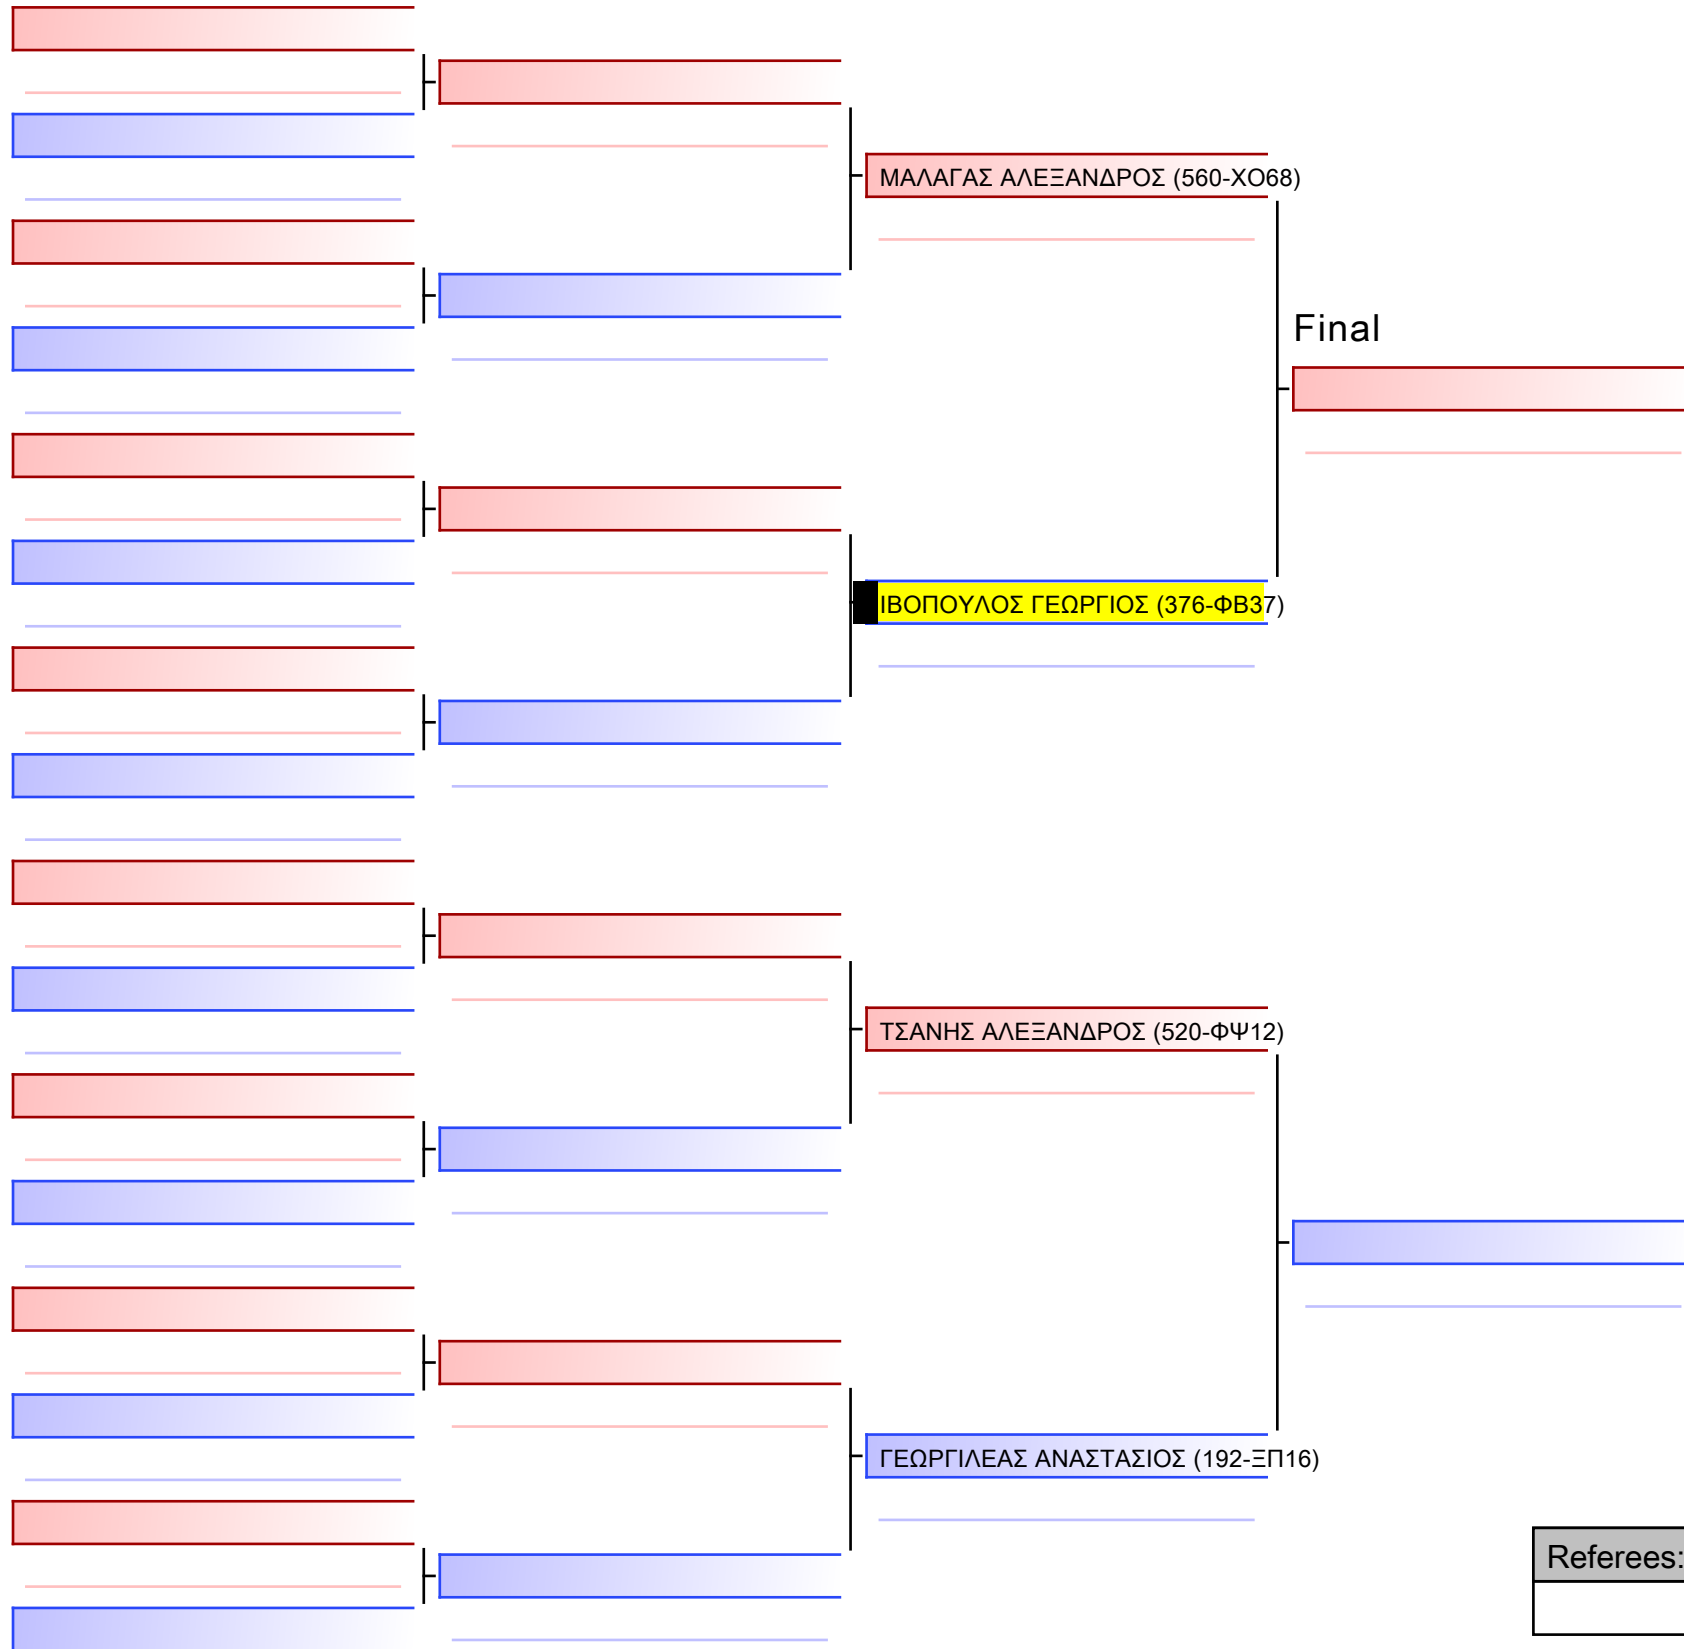 ΜΑΛΑΓΑΣ ΑΛΕΞΑΝΔΡΟΣ (560-ΧΟ68)
Final
ΙΒΟΠΟΥΛΟΣ ΓΕΩΡΓΙΟΣ (376-ΦΒ37)
ΤΣΑΝΗΣ ΑΛΕΞΑΝΔΡΟΣ (520-ΦΨ12)
ΓΕΩΡΓΙΛΕΑΣ ΑΝΑΣΤΑΣΙΟΣ (192-ΞΠ16)
Referees: